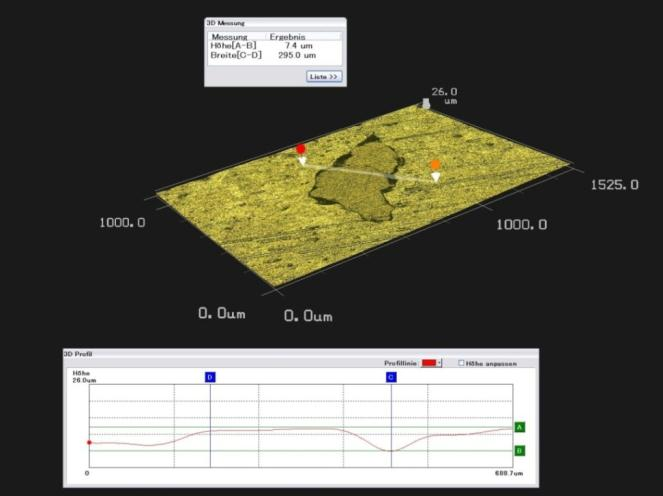 3D Messung
Messung Ergebnis
Höhe[A-B] 7.4 um
Breite[C-D] 295.0 um
Liste >>
26.0
um
1525.0
1000.0
1000.0
0.0um
0.0um
3D Profil
Profillinie:
Höhe anpassen
Höhe
26.0um
D
C
A
B
0
688.7um